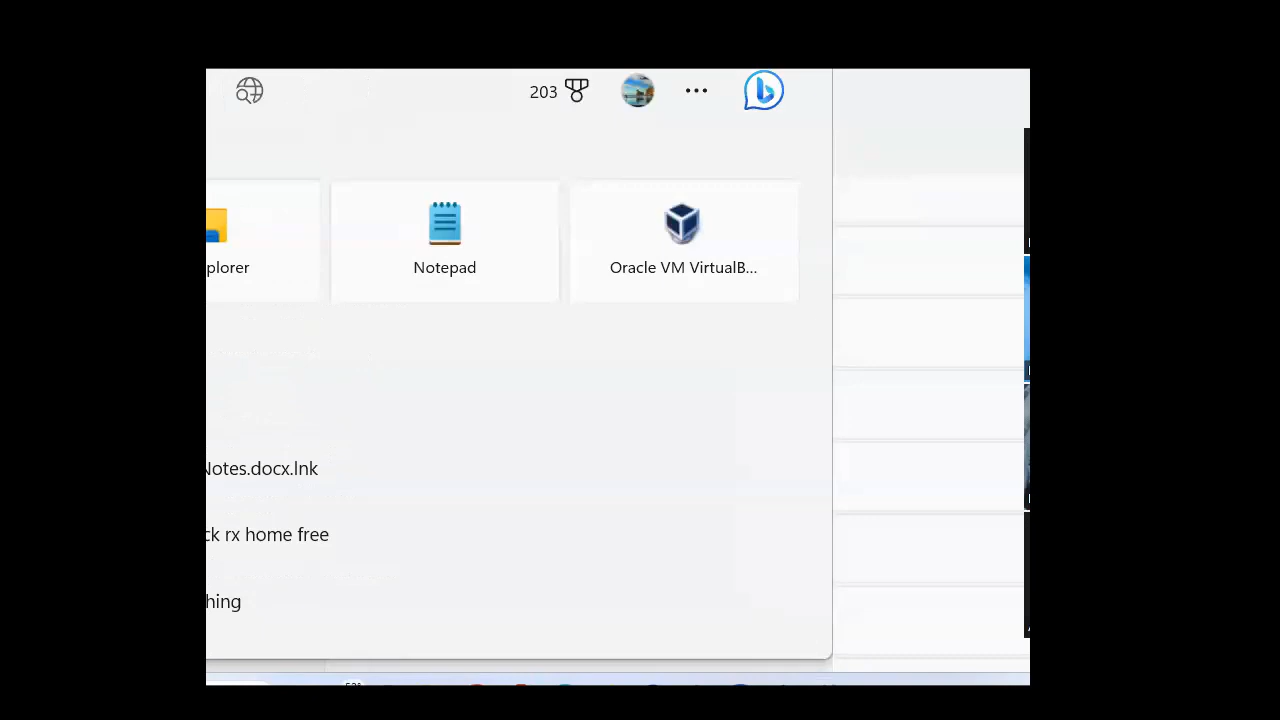 203
plorer
Notepad
Oracle VM VirtualB...
Notes.docx.lnk
ck rx home free
hing